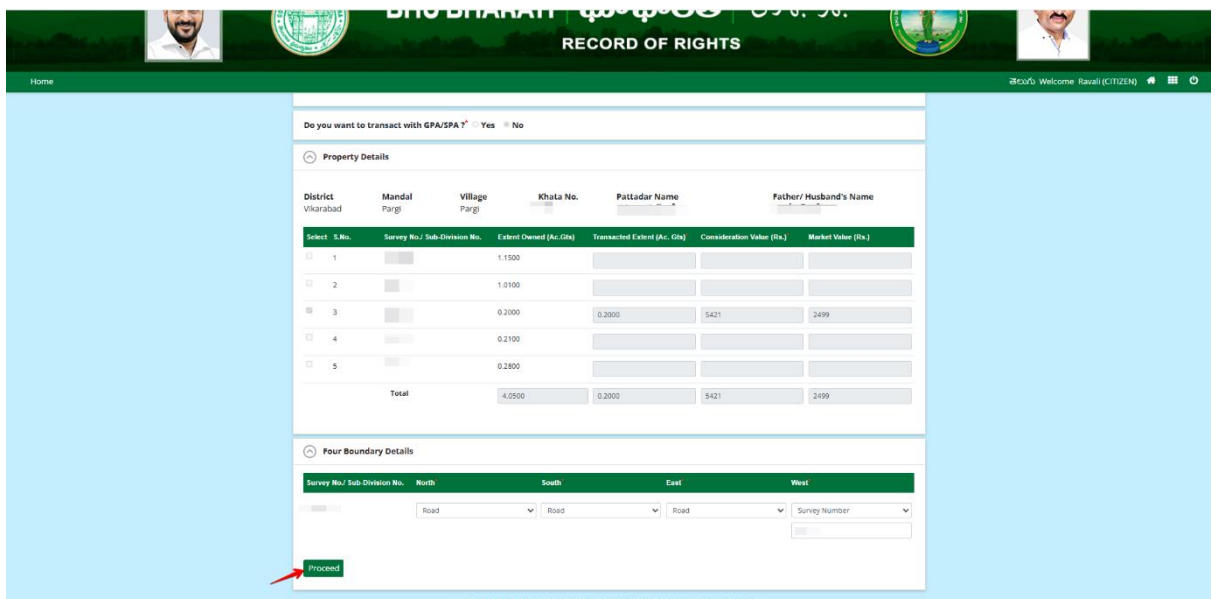 BHU BHARATI
RECORD OF RIGHTS
Home
తెలుగు Welcome Ravali (CITIZEN)
Do you want to transact with GPA/SPA ?* Yes No
Property Details
District Mandal Village Khata No. Pattadar Name Father/ Husband's Name
Vikarabad Pargi Pargi
Select S.No. Survey No./ Sub-Division No. Extent Owned (Ac.Gts) Transacted Extent (Ac. Gts)* Consideration Value (Rs.)* Market Value (Rs.)
1 1.1500
2 1.0100
3 0.2000 0.2000 5421 2499
4 0.2100
5 0.2800
Total 4.0500 0.2000 5421 2499
Four Boundary Details
Survey No./ Sub-Division No. North* South* East* West*
Road Road Road Survey Number
Proceed